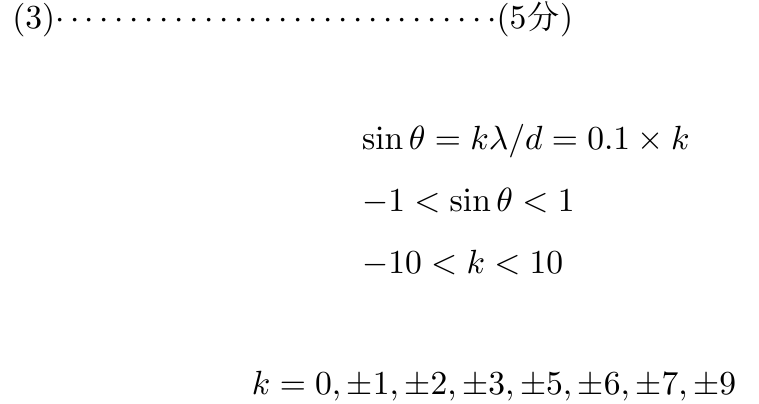 (3)······························(5分)
sin θ = kλ/d = 0.1 × k
−1 < sin θ < 1
−10 < k < 10
k = 0, ±1, ±2, ±3, ±5, ±6, ±7, ±9